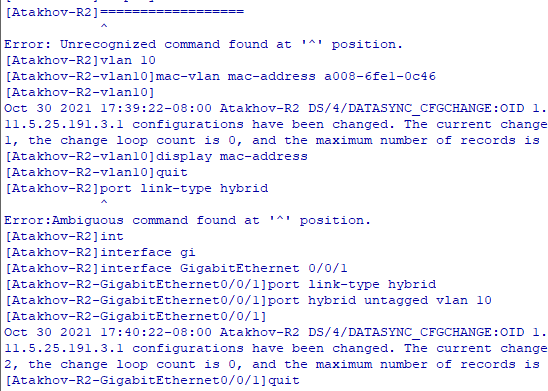 [Atakhov-R2]==================
^
Error: Unrecognized command found at '^' position.
[Atakhov-R2]vlan 10
[Atakhov-R2-vlan10]mac-vlan mac-address a008-6fe1-0c46
[Atakhov-R2-vlan10]
Oct 30 2021 17:39:22-08:00 Atakhov-R2 DS/4/DATASYNC_CFGCHANGE:OID 1.
11.5.25.191.3.1 configurations have been changed. The current change
1, the change loop count is 0, and the maximum number of records is
[Atakhov-R2-vlan10]display mac-address
[Atakhov-R2-vlan10]quit
[Atakhov-R2]port link-type hybrid
^
Error:Ambiguous command found at '^' position.
[Atakhov-R2]int
[Atakhov-R2]interface gi
[Atakhov-R2]interface GigabitEthernet 0/0/1
[Atakhov-R2-GigabitEthernet0/0/1]port link-type hybrid
[Atakhov-R2-GigabitEthernet0/0/1]port hybrid untagged vlan 10
[Atakhov-R2-GigabitEthernet0/0/1]
Oct 30 2021 17:40:22-08:00 Atakhov-R2 DS/4/DATASYNC_CFGCHANGE:OID 1.
11.5.25.191.3.1 configurations have been changed. The current change
2, the change loop count is 0, and the maximum number of records is
[Atakhov-R2-GigabitEthernet0/0/1]quit